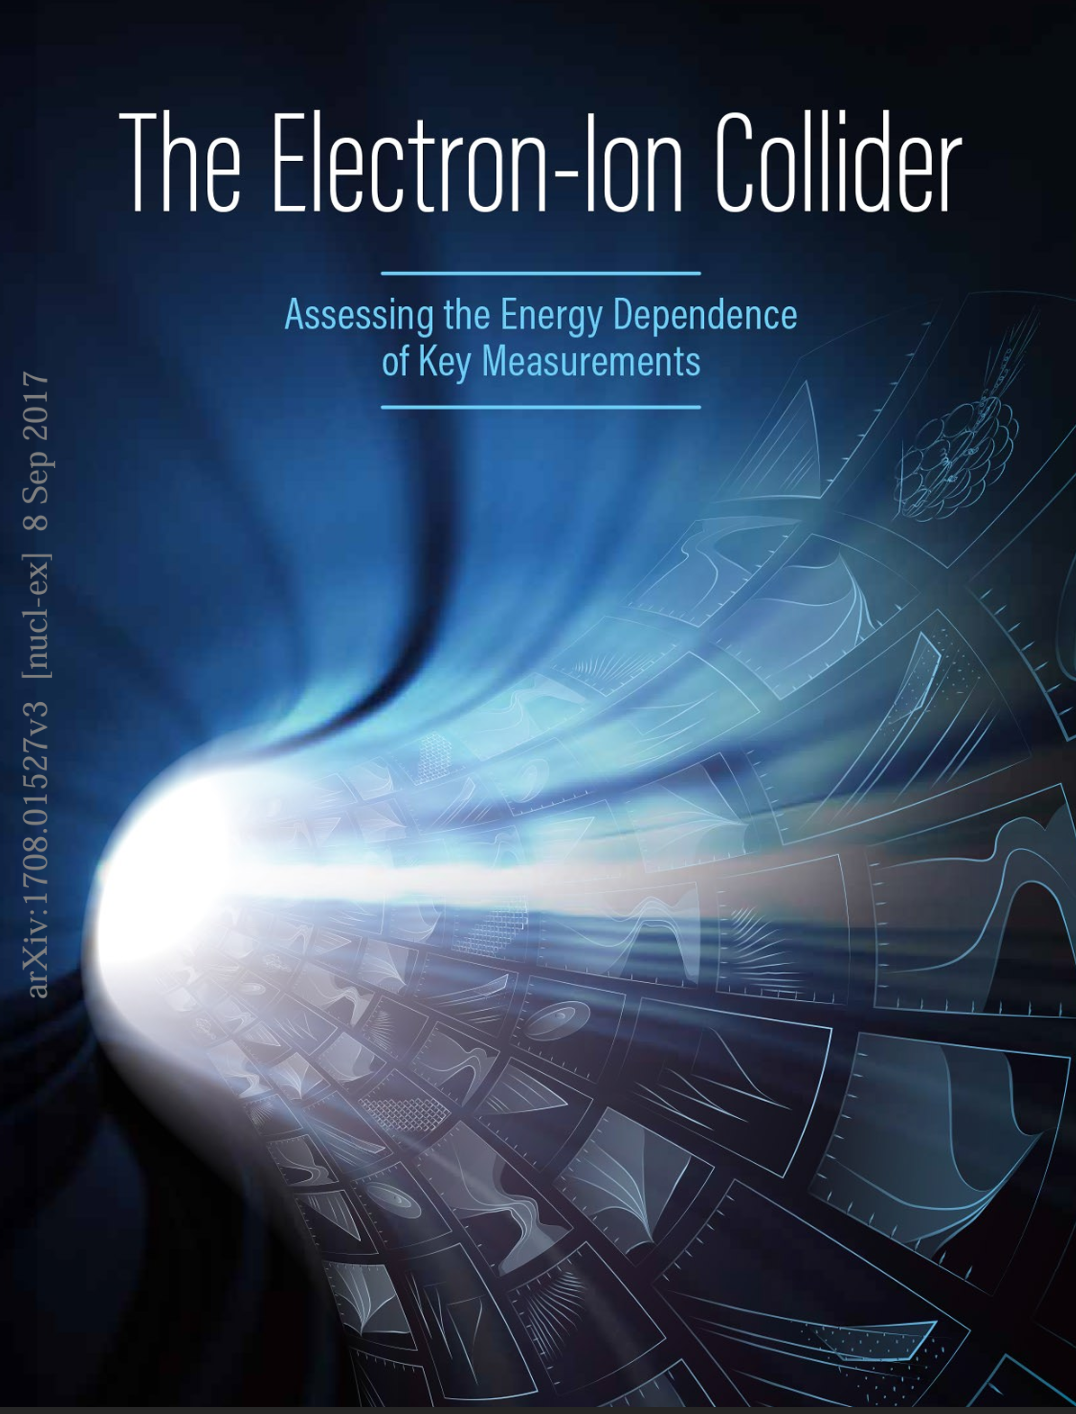 The Electron-Ion Collider
Assessing the Energy Dependence
of Key Measurements
arXiv:1708.01527v3 [nucl-ex] 8 Sep 2017